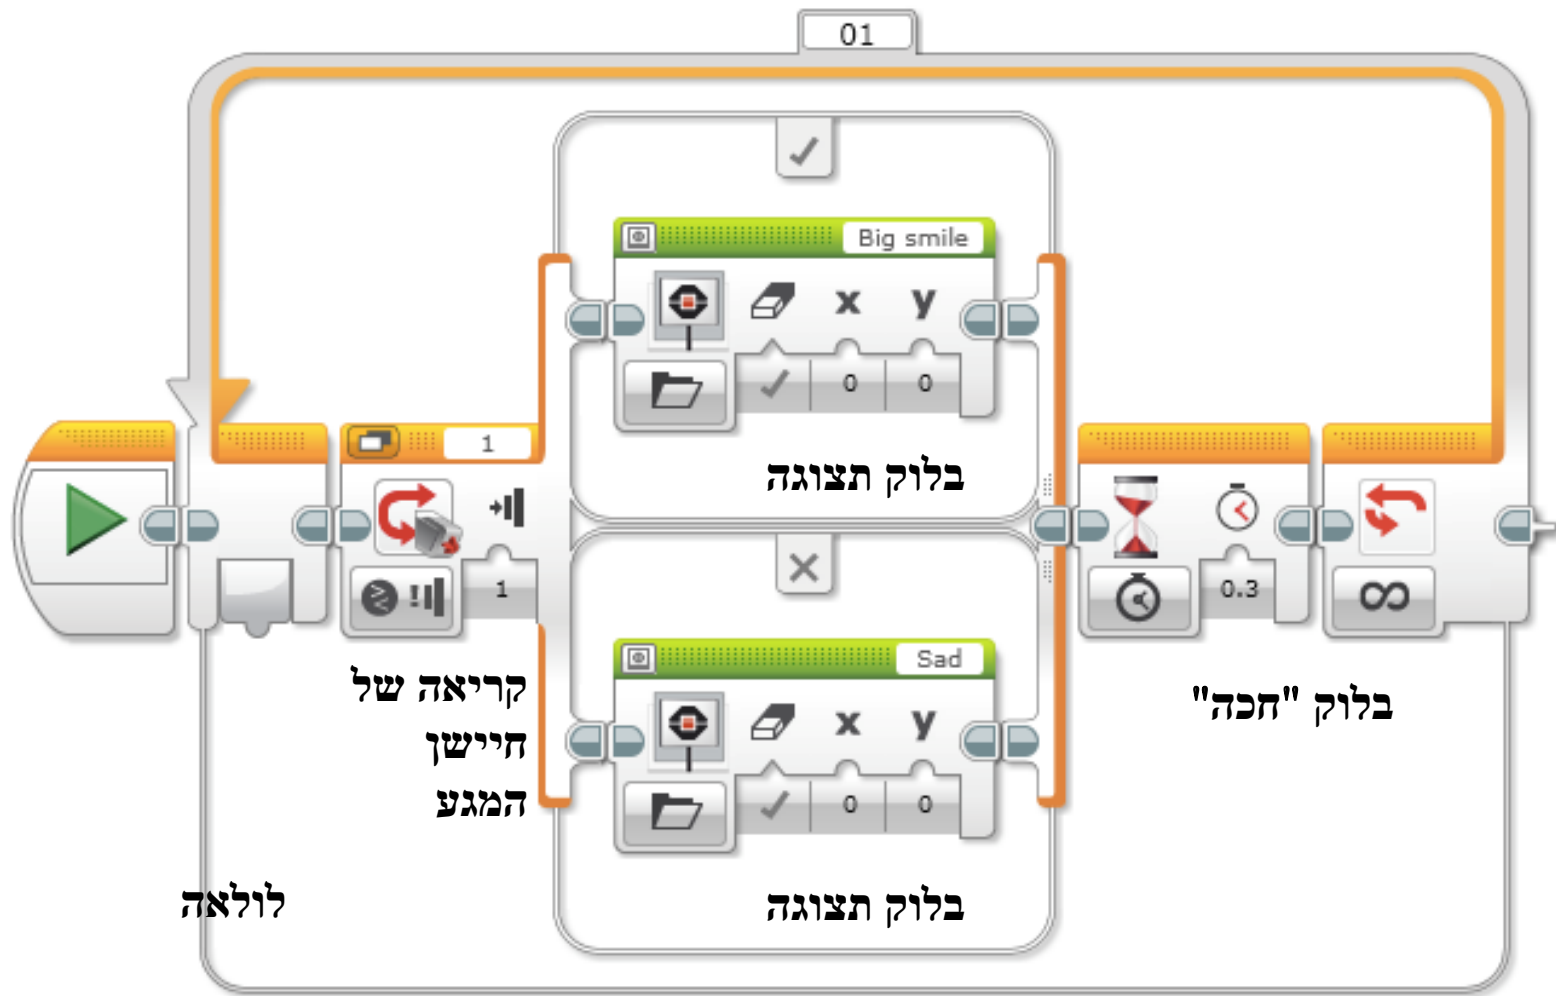 01
Big smile
x y
0 0
בלוק תצוגה
1
1
0.3
∞
Sad
x y
0 0
קריאה של
חיישן
המגע
בלוק "חכה"
לולאה
בלוק תצוגה